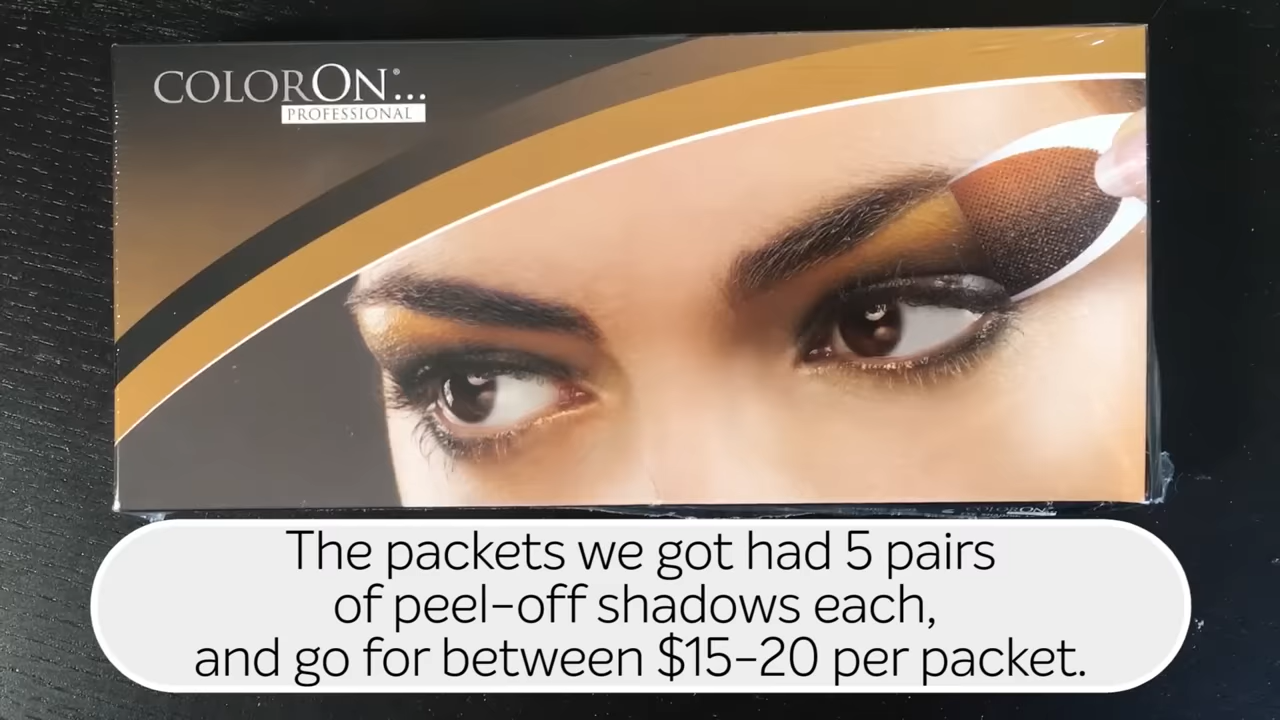 COLORON®...
PROFESSIONAL
The packets we got had 5 pairs
of peel-off shadows each,
and go for between $15-20 per packet.